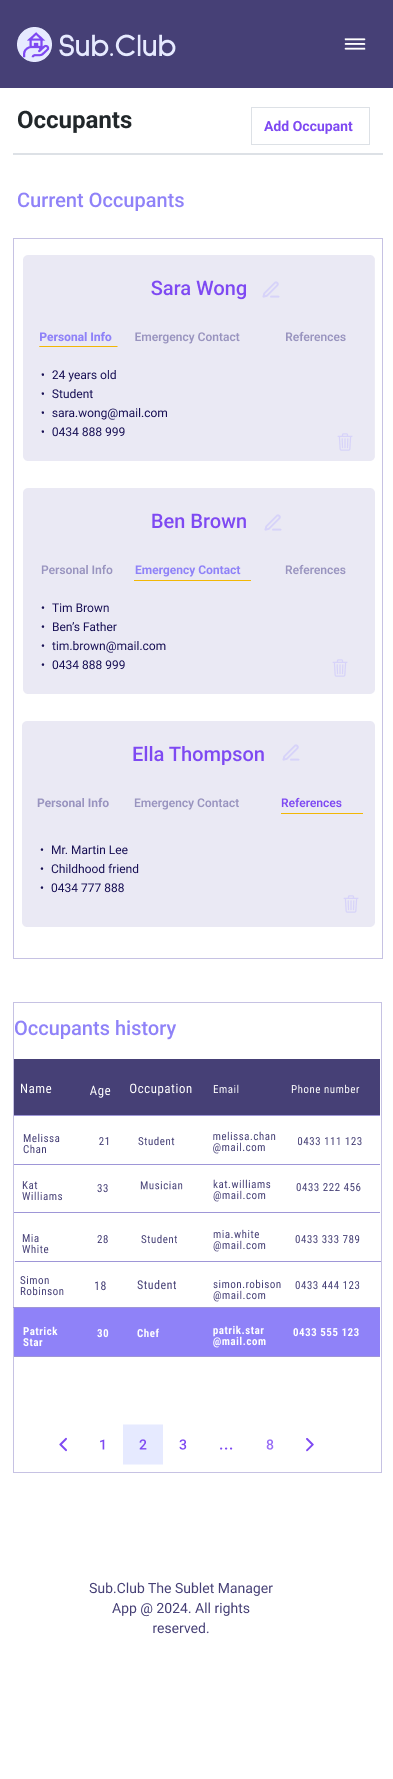 Sub.Club
Occupants
Add Occupant
Current Occupants
Sara Wong
Personal Info Emergency Contact References
• 24 years old
• Student
• sara.wong@mail.com
• 0434 888 999
Ben Brown
Personal Info Emergency Contact References
• Tim Brown
• Ben's Father
• tim.brown@mail.com
• 0434 888 999
Ella Thompson
Personal Info Emergency Contact References
• Mr. Martin Lee
• Childhood friend
• 0434 777 888
Occupants history
Name Age Occupation Email Phone number
Melissa Chan 21 Student melissa.chan@mail.com 0433 111 123
Kat Williams 33 Musician kat.williams@mail.com 0433 222 456
Mia White 28 Student mia.white@mail.com 0433 333 789
Simon Robinson 18 Student simon.robison@mail.com 0433 444 123
Patrick Star 30 Chef patrik.star@mail.com 0433 555 123
1 2 3 ... 8
Sub.Club The Sublet Manager
App @ 2024. All rights
reserved.